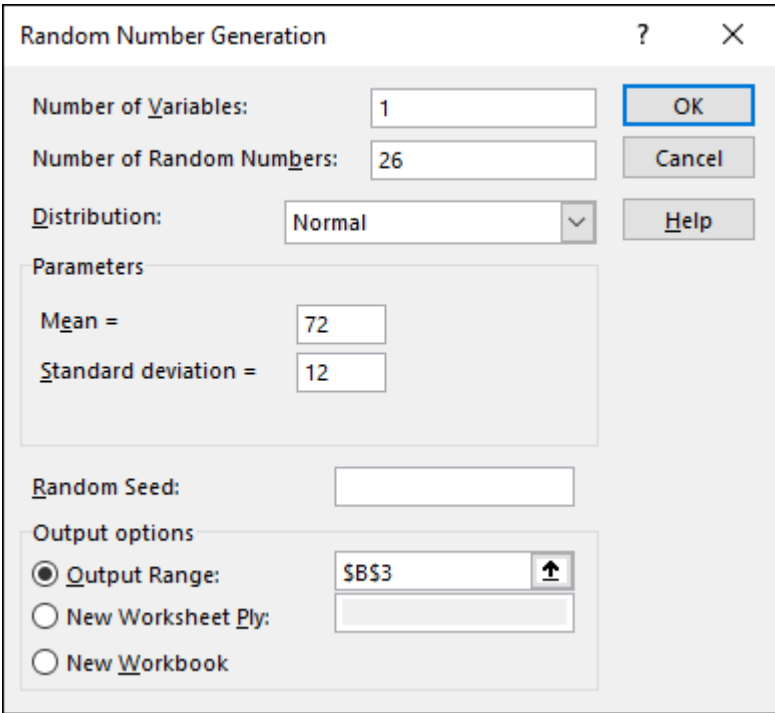 Random Number Generation ? ×
Number of Variables: 1 OK
Number of Random Numbers: 26 Cancel
Distribution: Normal Help
Parameters
Mean = 72
Standard deviation = 12
Random Seed:
Output options
Output Range: $B$3
New Worksheet Ply:
New Workbook